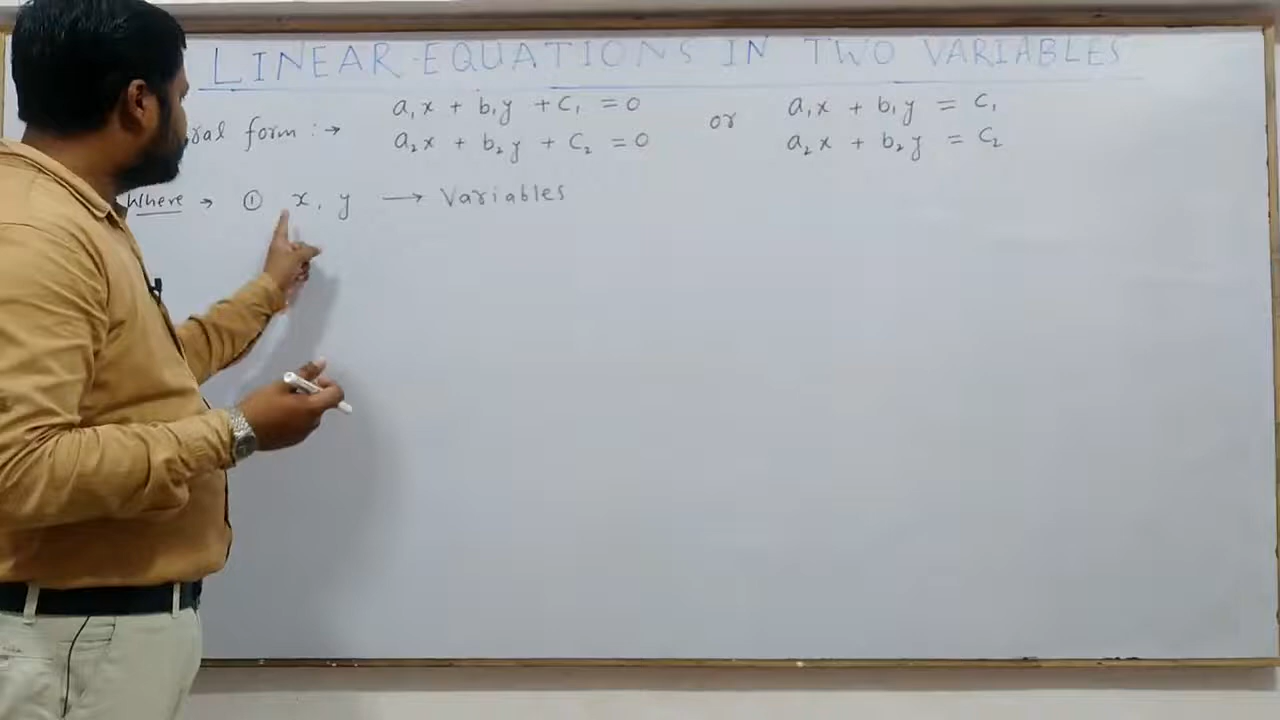 LINEAR EQUATIONS IN TWO VARIABLES
form :→ a₁x + b₁y + C₁ = 0 or a₁x + b₁y = C₁
a₂x + b₂y + C₂ = 0 a₂x + b₂y = C₂
Where → ① x, y → Variables